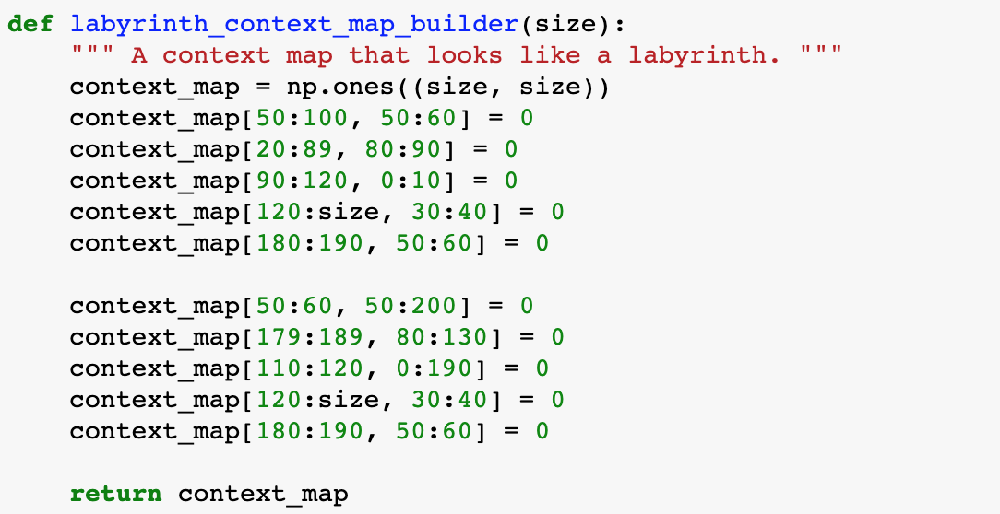 def labyrinth_context_map_builder(size):
    """ A context map that looks like a labyrinth. """
    context_map = np.ones((size, size))
    context_map[50:100, 50:60] = 0
    context_map[20:89, 80:90] = 0
    context_map[90:120, 0:10] = 0
    context_map[120:size, 30:40] = 0
    context_map[180:190, 50:60] = 0

    context_map[50:60, 50:200] = 0
    context_map[179:189, 80:130] = 0
    context_map[110:120, 0:190] = 0
    context_map[120:size, 30:40] = 0
    context_map[180:190, 50:60] = 0

    return context_map